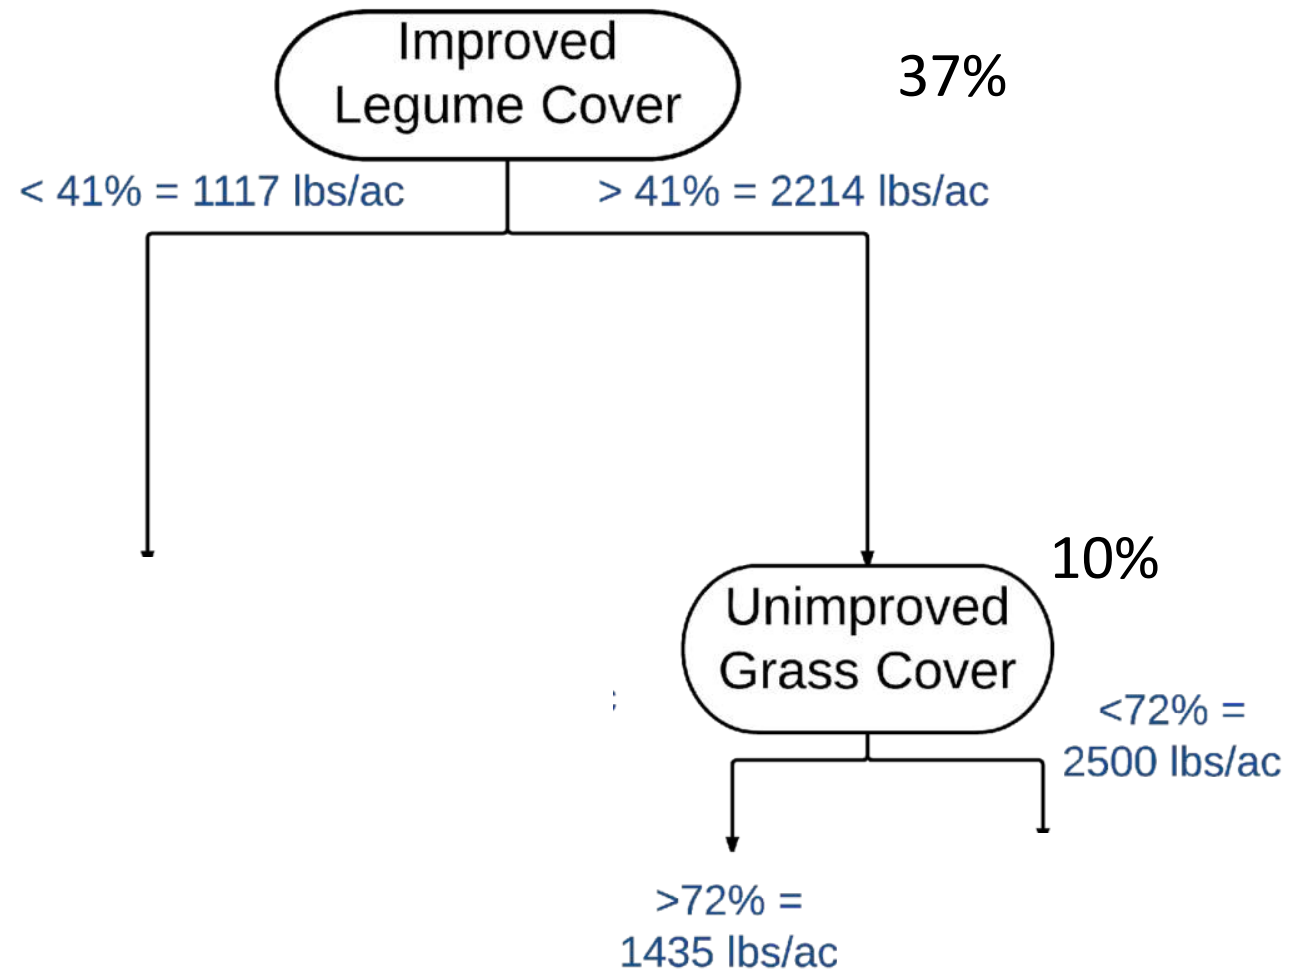 Improved
Legume Cover
37%
< 41% = 1117 lbs/ac
> 41% = 2214 lbs/ac
10%
Unimproved
Grass Cover
<72% =
2500 lbs/ac
>72% =
1435 lbs/ac